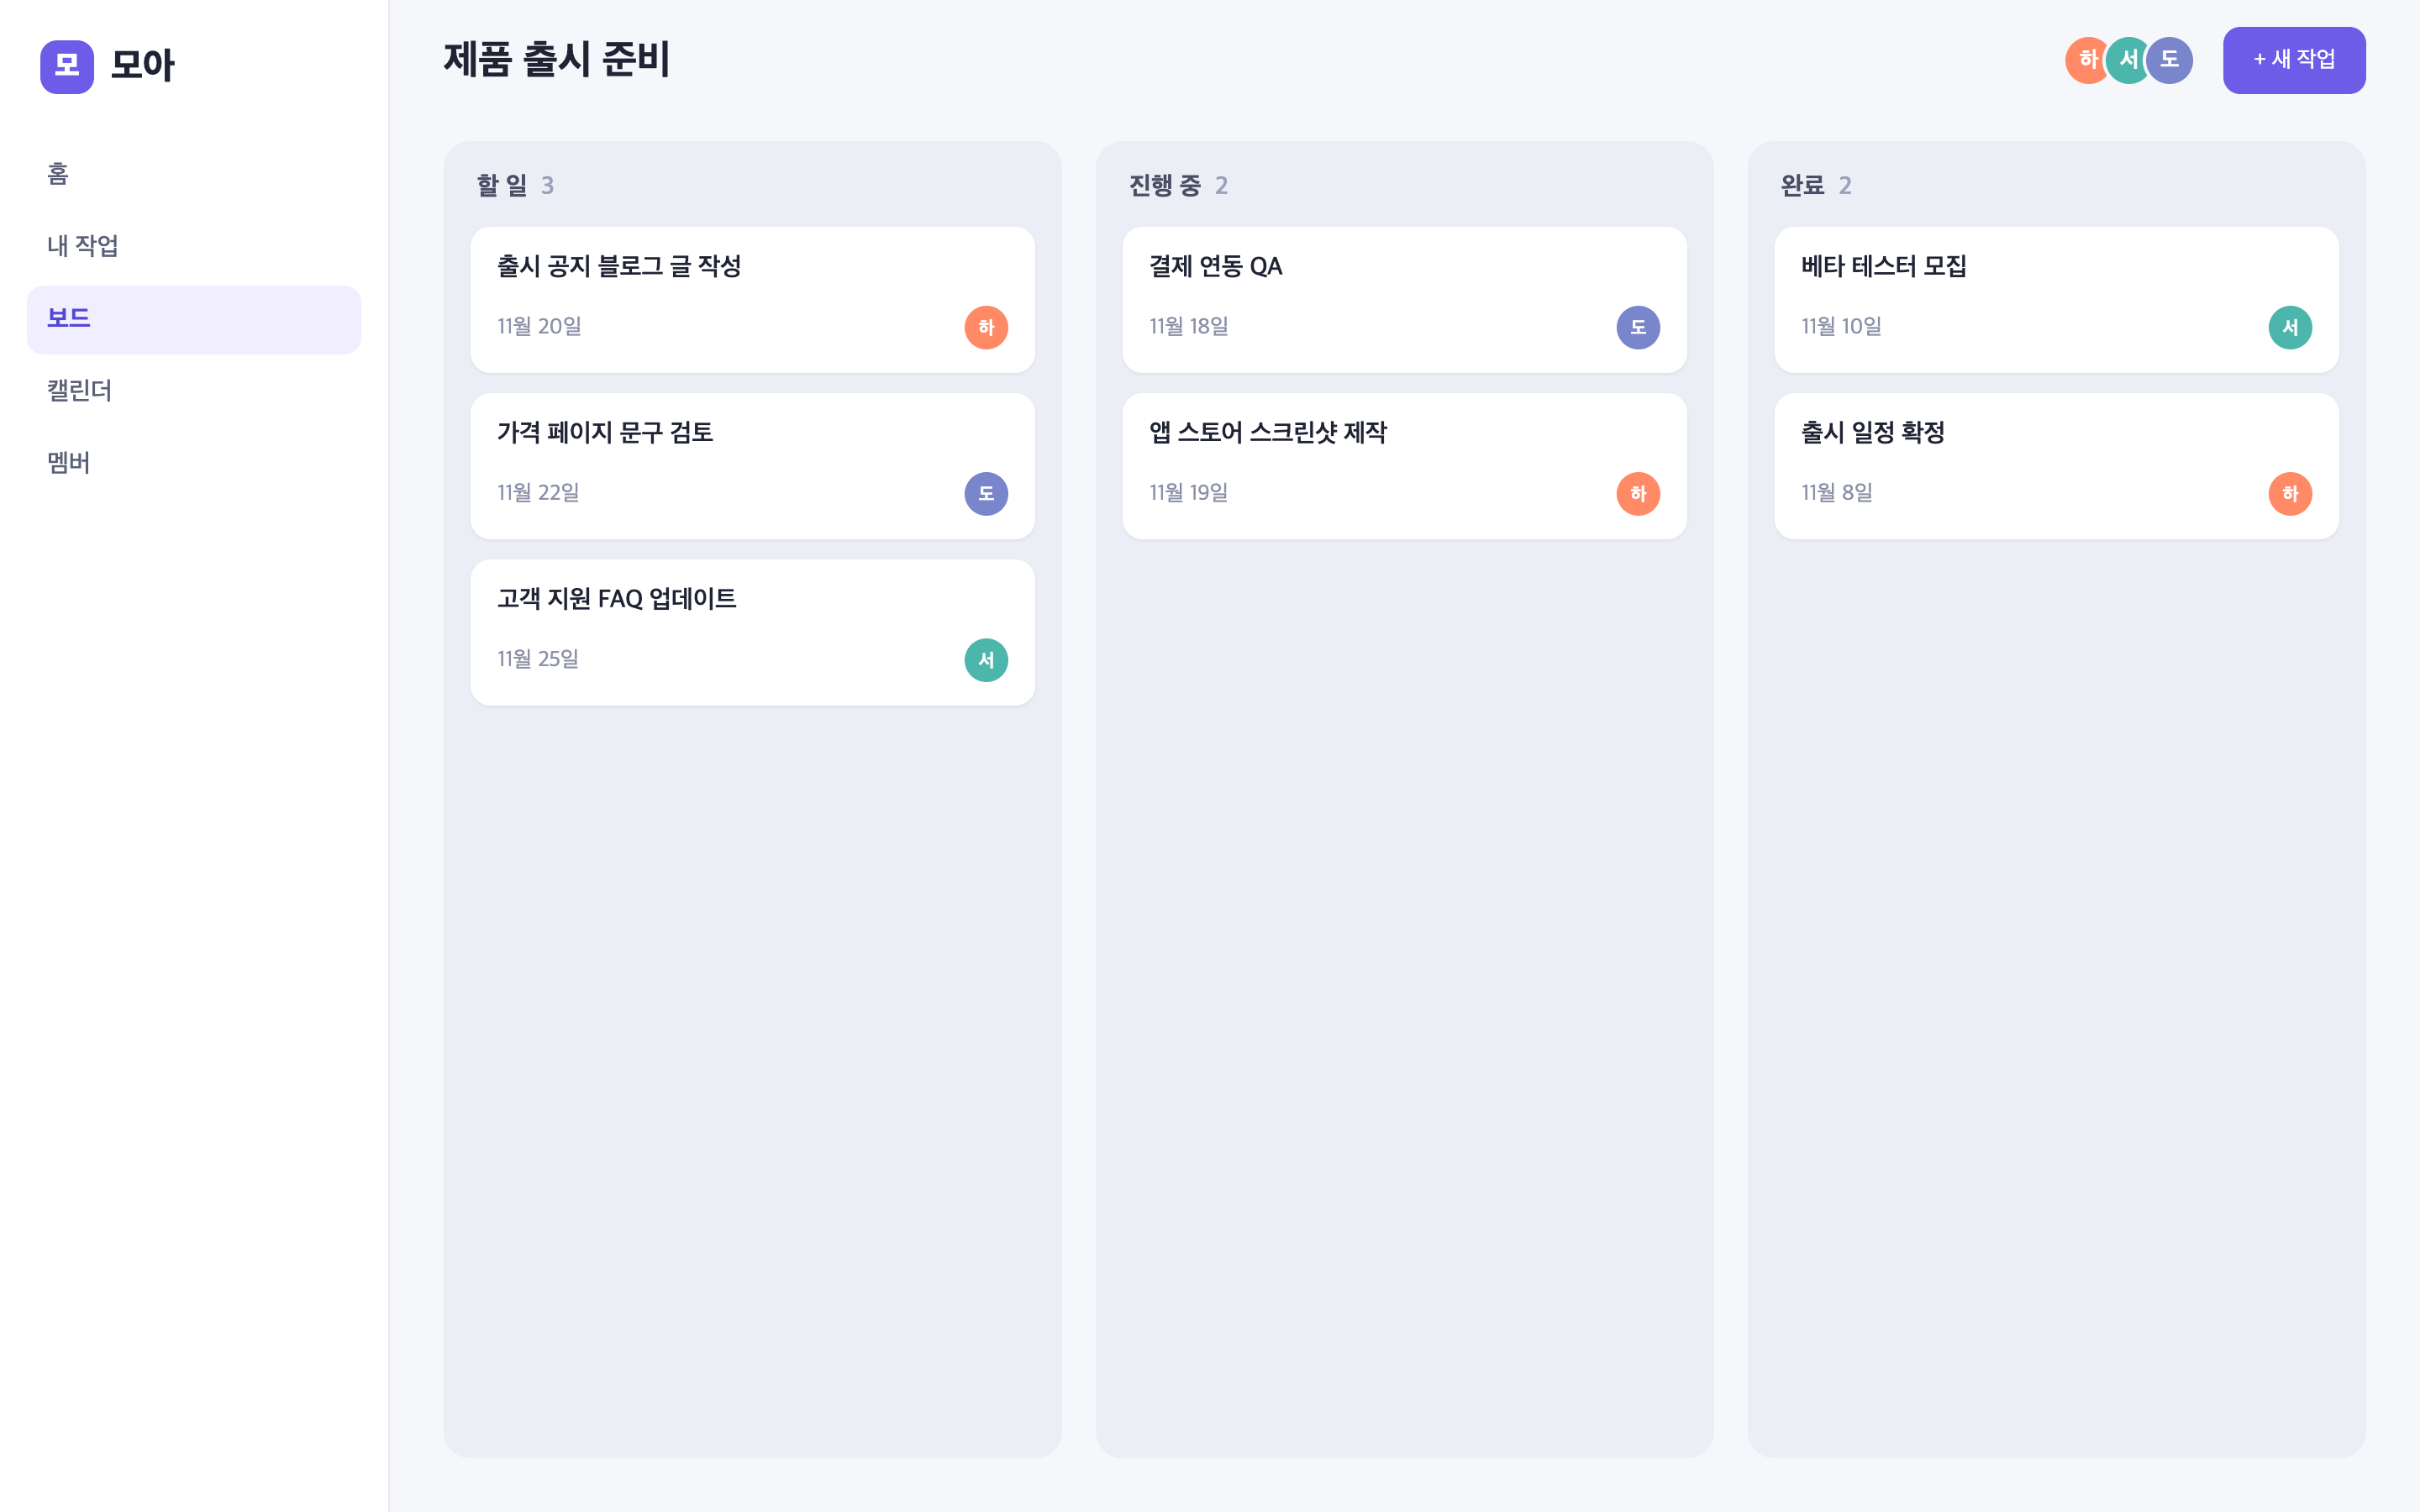 모 모아
홈
내 작업
보드
캘린더
멤버
제품 출시 준비
하 서 도
+ 새 작업
할 일 3
출시 공지 블로그 글 작성
11월 20일 하
가격 페이지 문구 검토
11월 22일 도
고객 지원 FAQ 업데이트
11월 25일 서
진행 중 2
결제 연동 QA
11월 18일 도
앱 스토어 스크린샷 제작
11월 19일 하
완료 2
베타 테스터 모집
11월 10일 서
출시 일정 확정
11월 8일 하